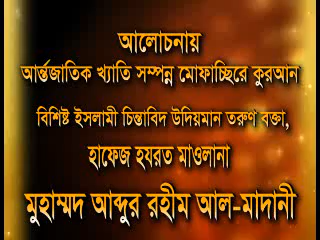 আলোচনায়
আর্ন্তজাতিক খ্যাতি সম্পন্ন মোফাচ্ছিরে কুরআন
বিশিষ্ট ইসলামী চিন্তাবিদ উদিয়মান তরুণ বক্তা,
হাফেজ হযরত মাওলানা
মুহাম্মদ আব্দুর রহীম আল-মাদানী